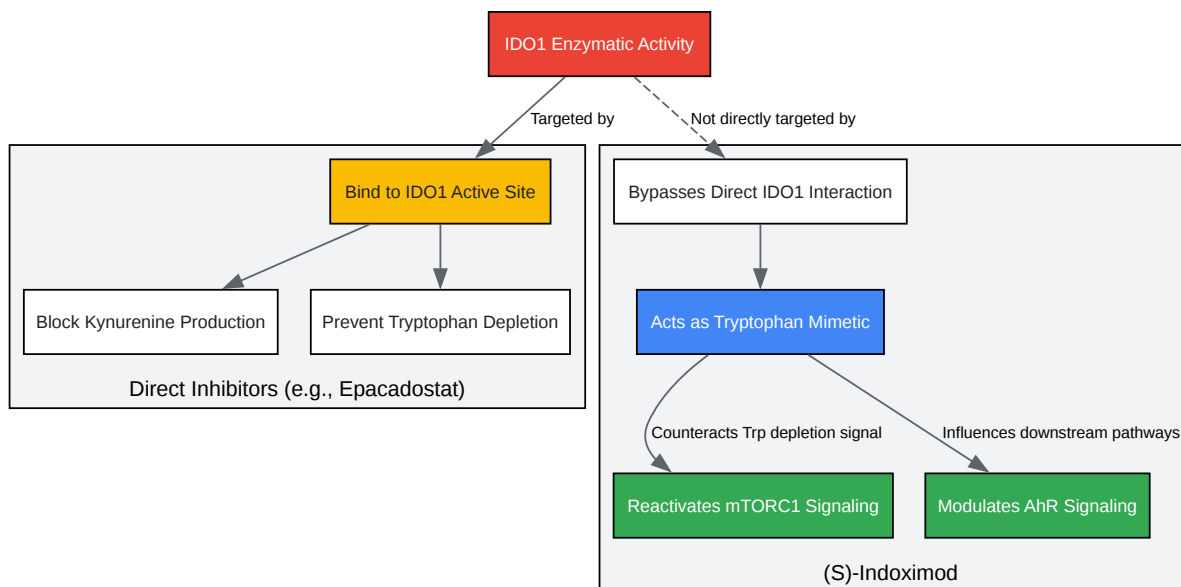 IDO1 Enzymatic Activity
Targeted by
Not directly targeted by
Bind to IDO1 Active Site
Block Kynurenine Production
Prevent Tryptophan Depletion
Direct Inhibitors (e.g., Epacadostat)
Bypasses Direct IDO1 Interaction
Acts as Tryptophan Mimetic
Counteracts Trp depletion signal
Influences downstream pathways
Reactivates mTORC1 Signaling
Modulates AhR Signaling
(S)-Indoximod